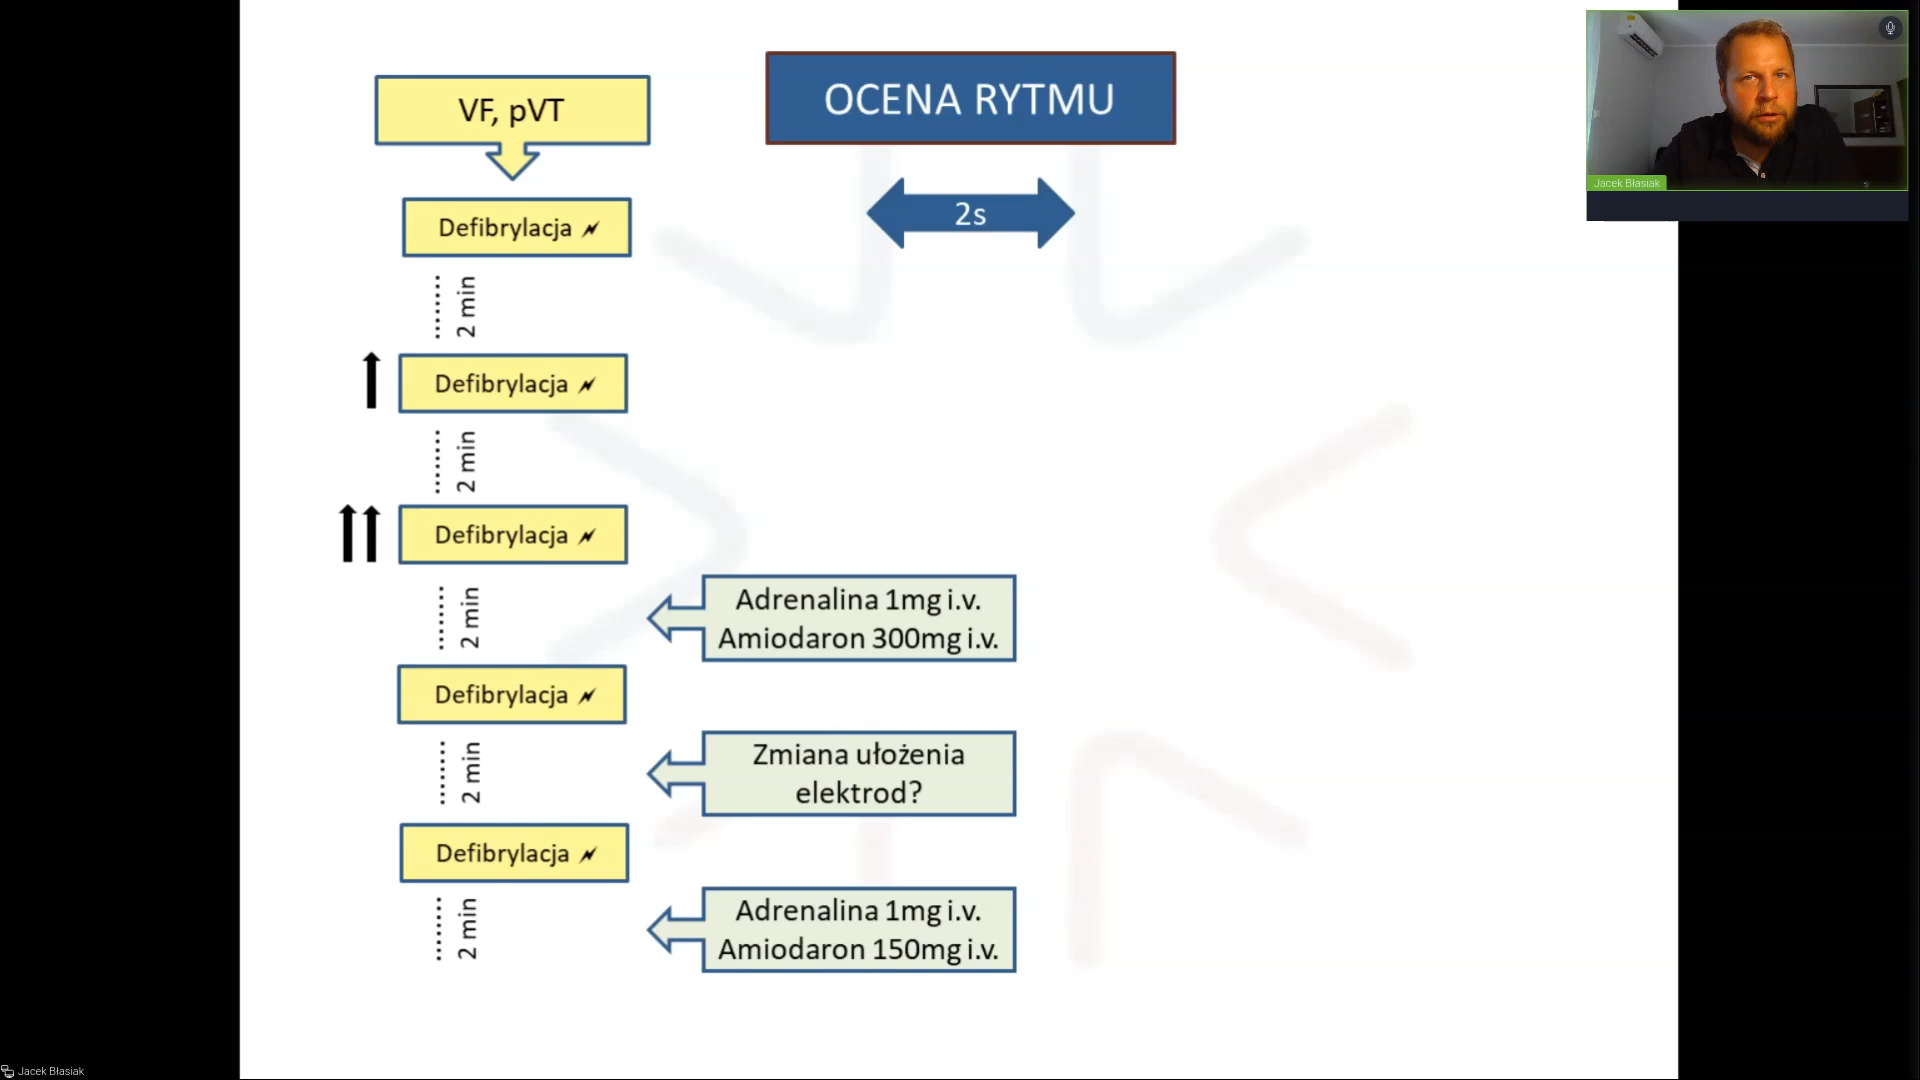 VF, pVT
OCENA RYTMU
2s
Defibrylacja
2 min
Defibrylacja
2 min
Defibrylacja
2 min
Adrenalina 1mg i.v.
Amiodaron 300mg i.v.
Defibrylacja
2 min
Zmiana ułożenia
elektrod?
Defibrylacja
2 min
Adrenalina 1mg i.v.
Amiodaron 150mg i.v.
Jacek Błasiak
Jacek Błasiak